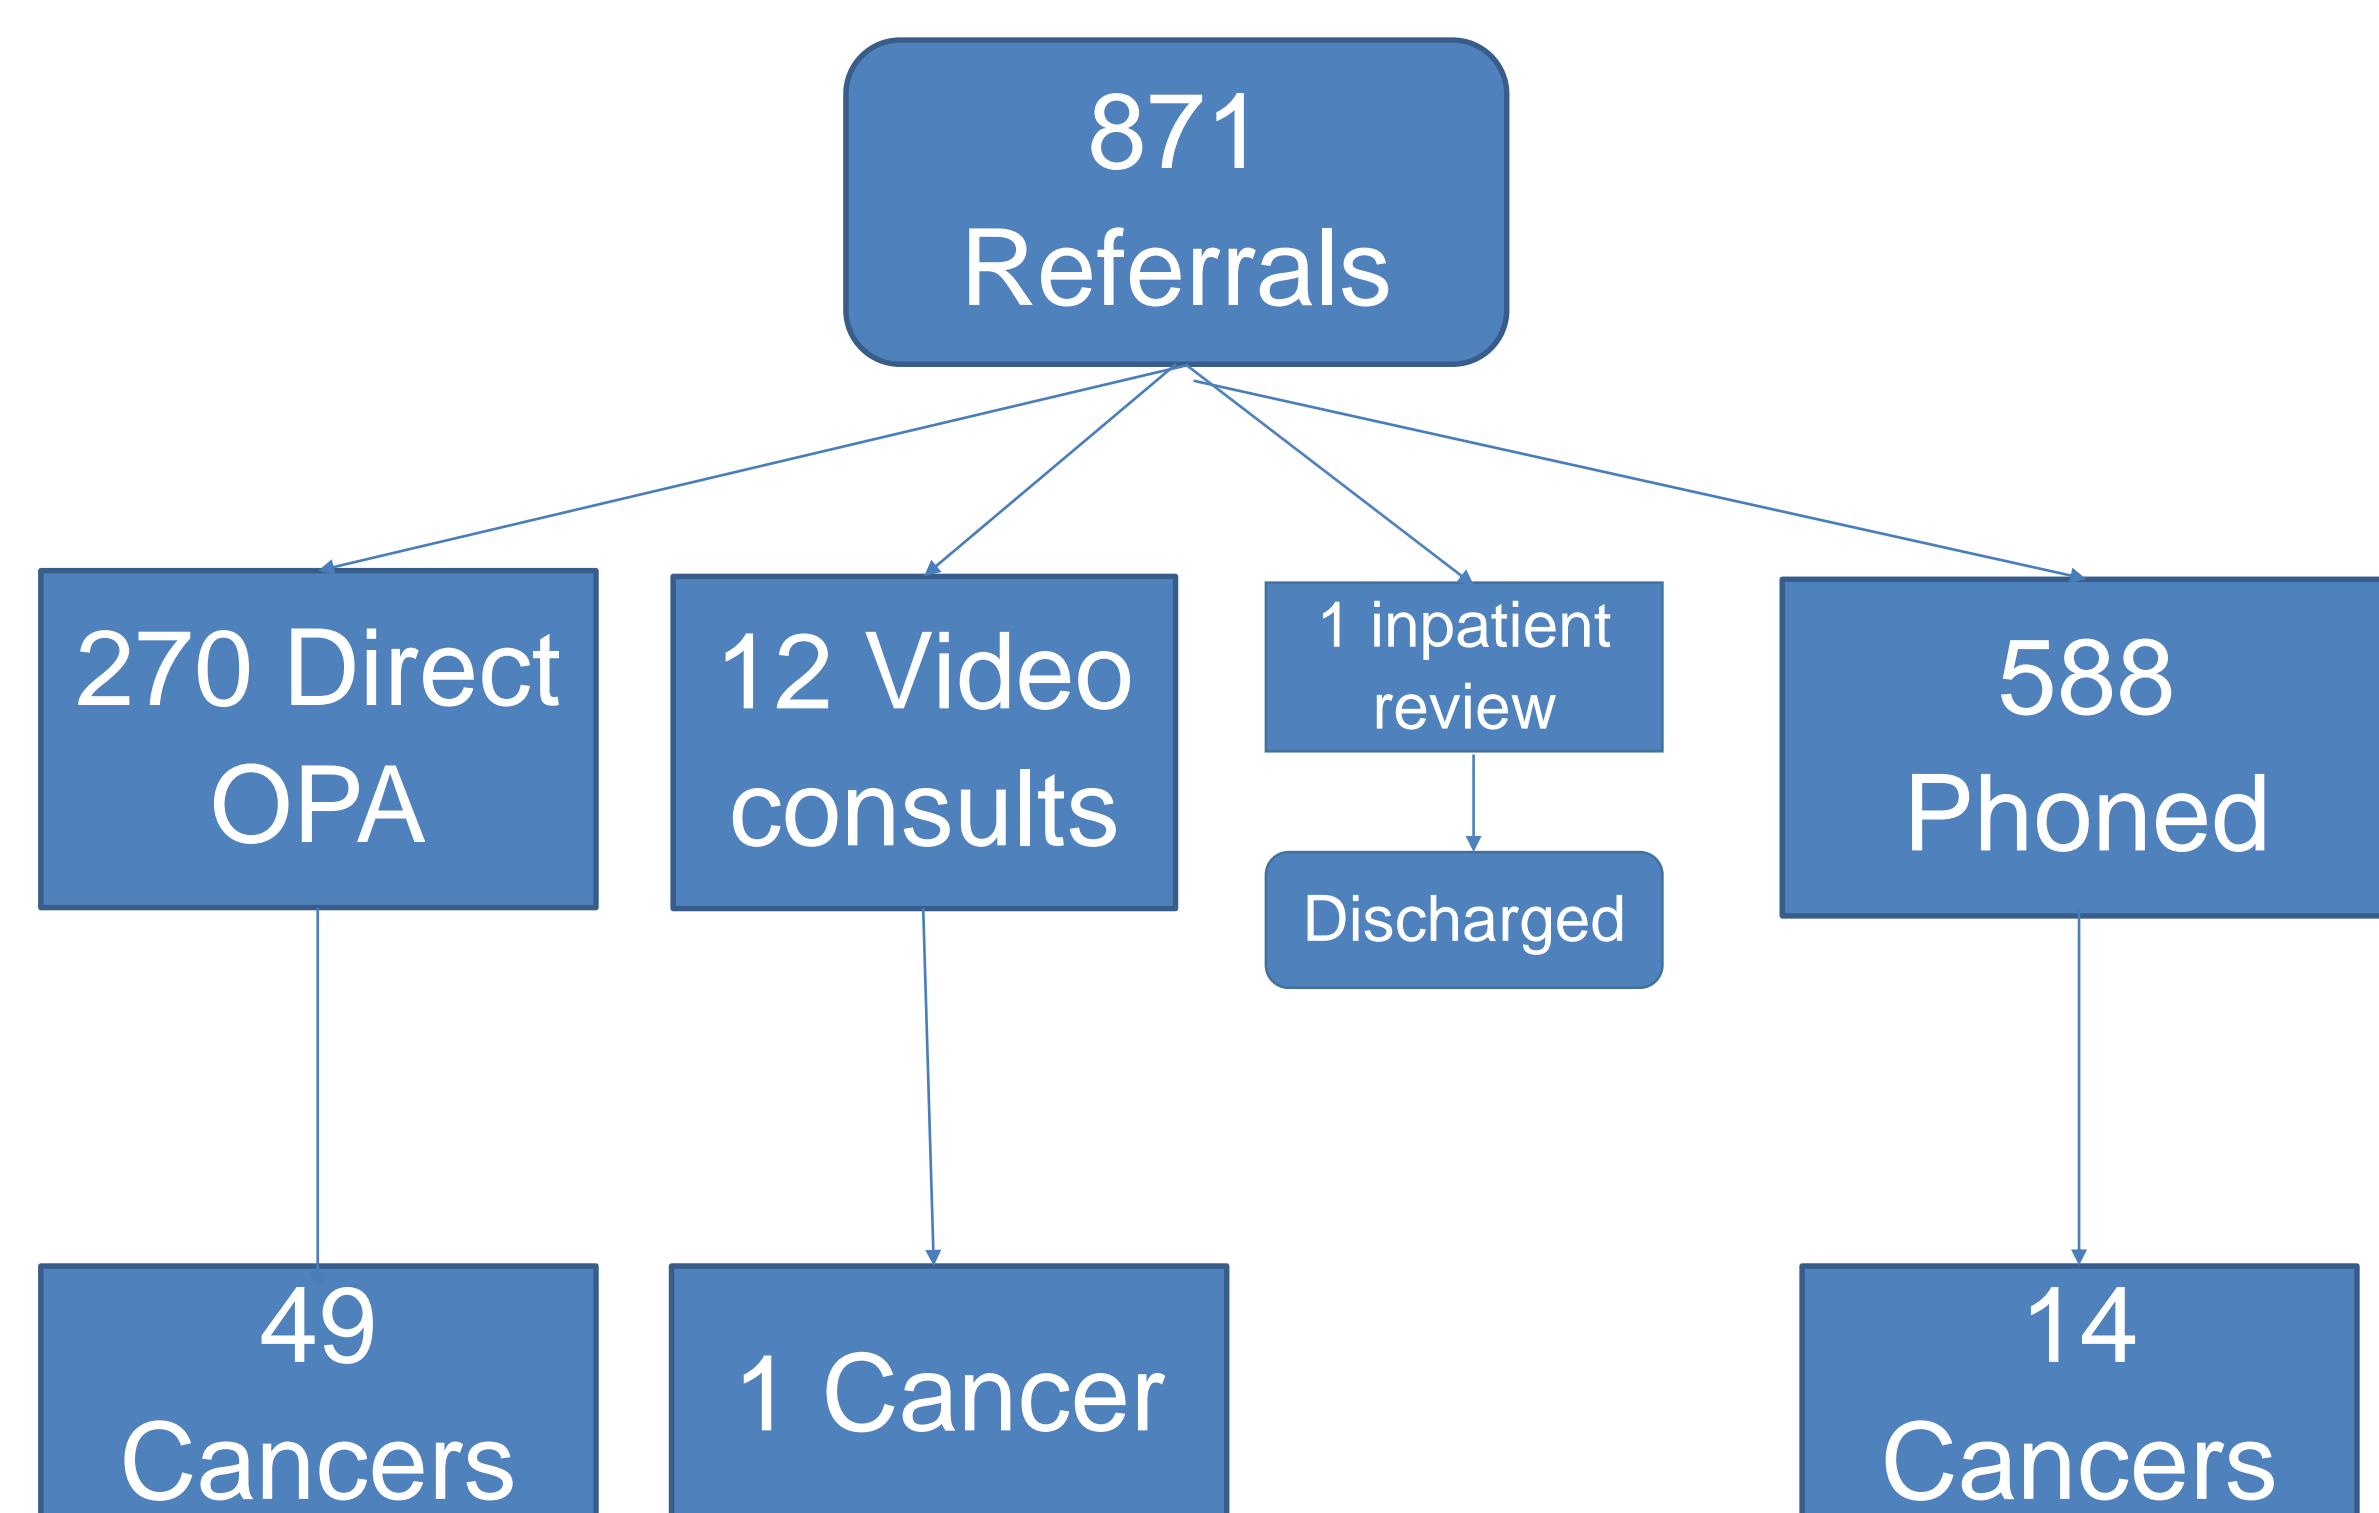 871
Referrals
270 Direct
OPA
12 Video
consults
1 inpatient
review
588
Phoned
Discharged
49
Cancers
1 Cancer
14
Cancers